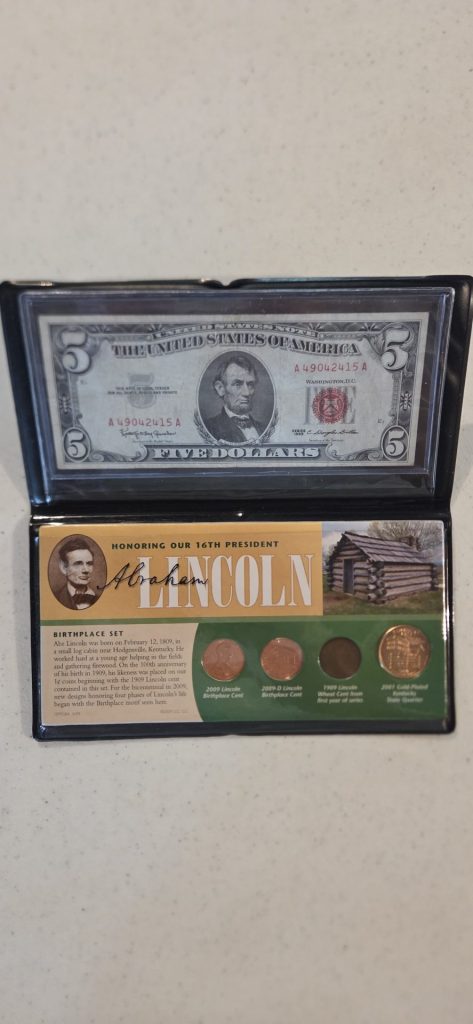 UNITED STATES NOTE
THE UNITED STATES OF AMERICA
5
5
A 49042415 A
WASHINGTON, D.C.
A 49042415 A
SERIES
5
FIVE DOLLARS
5
HONORING OUR 16TH PRESIDENT
Abraham
LINCOLN
BIRTHPLACE SET
Abe Lincoln was born on February 12, 1809, in
a small log cabin near Hodgenville, Kentucky. He
worked hard at a young age helping in the fields
and gathering firewood. On the 100th anniversary
of his birth in 1909, his likeness was placed on our
1¢ coins beginning with the 1909 Lincoln cent
contained in this set. For the bicentennial in 2009,
new designs honoring four phases of Lincoln's life
began with the Birthplace motif seen here.
2009 Lincoln
Birthplace Cent
2009-D Lincoln
Birthplace Cent
1909 Lincoln
Wheat Cent from
first year of series
2001 Gold-Plated
Kentucky
State Quarter